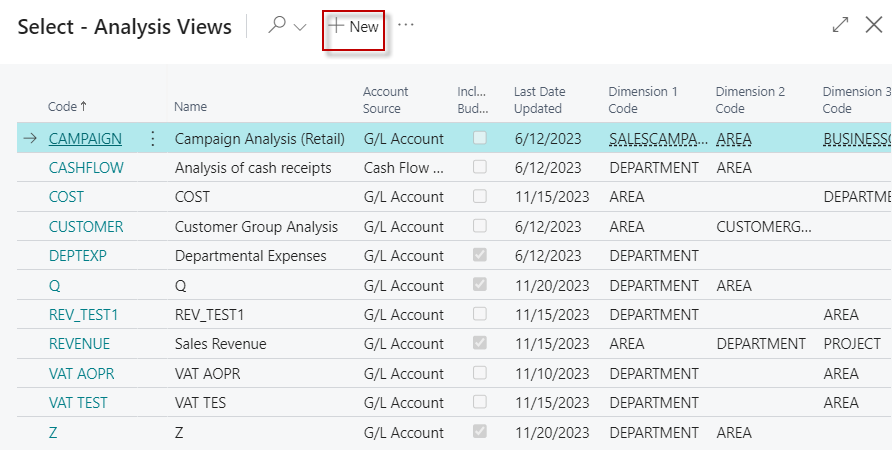 Select - Analysis Views
+ New ...
Account Incl... Last Date Dimension 1 Dimension 2 Dimension 3
Code ↑ Name Source Bud... Updated Code Code Code
→ CAMPAIGN ⋮ Campaign Analysis (Retail) G/L Account 6/12/2023 SALESCAMPA... AREA BUSINESSG
CASHFLOW Analysis of cash receipts Cash Flow ... 6/12/2023 DEPARTMENT AREA
COST COST G/L Account 11/15/2023 AREA DEPARTME
CUSTOMER Customer Group Analysis G/L Account 6/12/2023 AREA CUSTOMERG...
DEPTEXP Departmental Expenses G/L Account 6/12/2023 DEPARTMENT
Q Q G/L Account 11/20/2023 DEPARTMENT AREA
REV_TEST1 REV_TEST1 G/L Account 11/15/2023 DEPARTMENT AREA
REVENUE Sales Revenue G/L Account 11/15/2023 AREA DEPARTMENT PROJECT
VAT AOPR VAT AOPR G/L Account 11/10/2023 DEPARTMENT AREA
VAT TEST VAT TES G/L Account 11/15/2023 DEPARTMENT AREA
Z Z G/L Account 11/20/2023 DEPARTMENT AREA